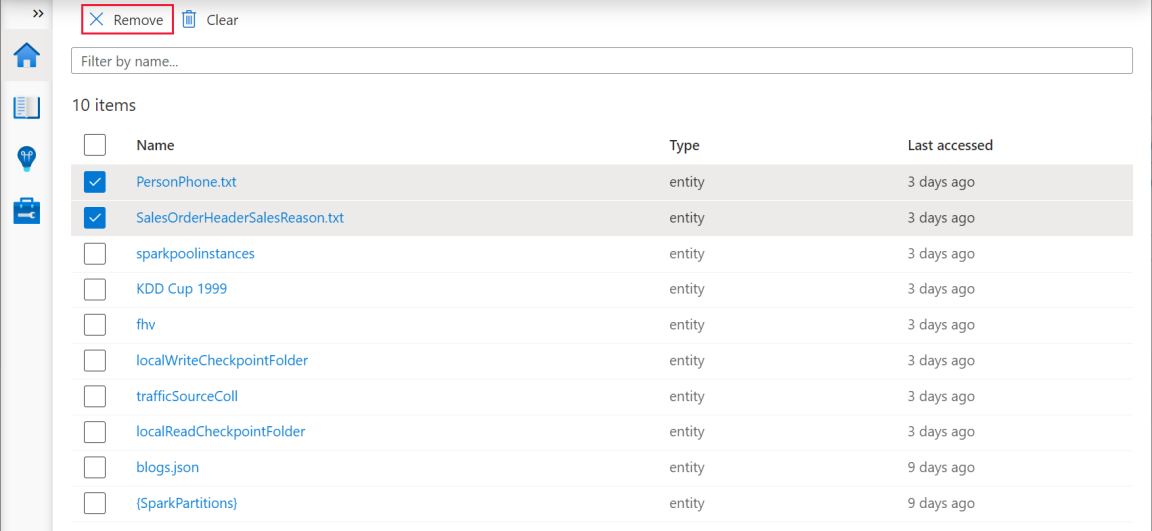 Remove Clear
Filter by name...
10 items
Name Type Last accessed
PersonPhone.txt entity 3 days ago
SalesOrderHeaderSalesReason.txt entity 3 days ago
sparkpoolinstances entity 3 days ago
KDD Cup 1999 entity 3 days ago
fhv entity 3 days ago
localWriteCheckpointFolder entity 3 days ago
trafficSourceColl entity 3 days ago
localReadCheckpointFolder entity 3 days ago
blogs.json entity 9 days ago
{SparkPartitions} entity 9 days ago